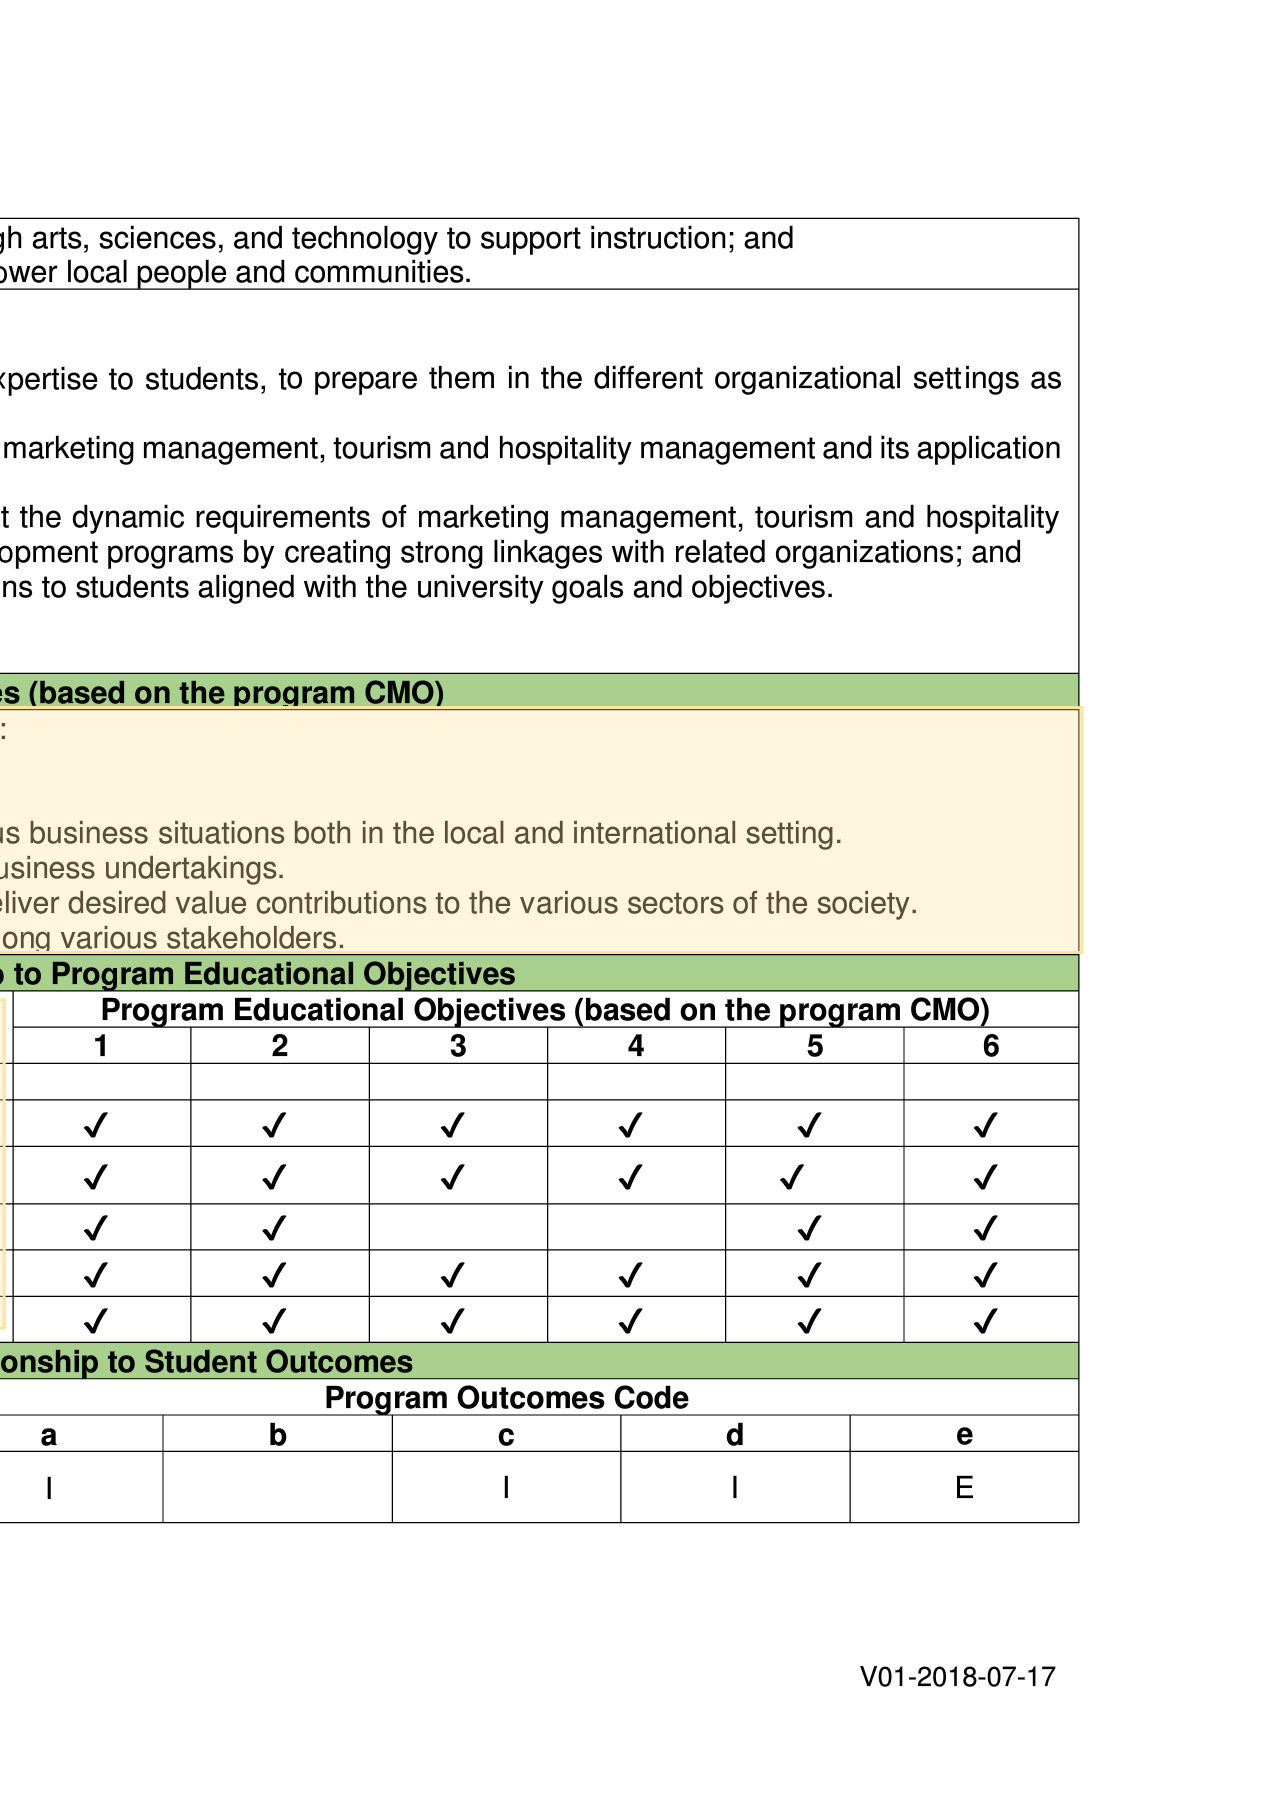 gh arts, sciences, and technology to support instruction; and
ower local people and communities.
xpertise to students, to prepare them in the different organizational settings as
marketing management, tourism and hospitality management and its application
t the dynamic requirements of marketing management, tourism and hospitality
opment programs by creating strong linkages with related organizations; and
ns to students aligned with the university goals and objectives.
es (based on the program CMO)
:
us business situations both in the local and international setting.
usiness undertakings.
eliver desired value contributions to the various sectors of the society.
ong various stakeholders.
p to Program Educational Objectives
Program Educational Objectives (based on the program CMO)
1 2 3 4 5 6
✓ ✓ ✓ ✓ ✓ ✓
✓ ✓ ✓ ✓ ✓ ✓
✓ ✓ ✓ ✓
✓ ✓ ✓ ✓ ✓ ✓
✓ ✓ ✓ ✓ ✓ ✓
onship to Student Outcomes
Program Outcomes Code
a b c d e
I I I E
V01-2018-07-17